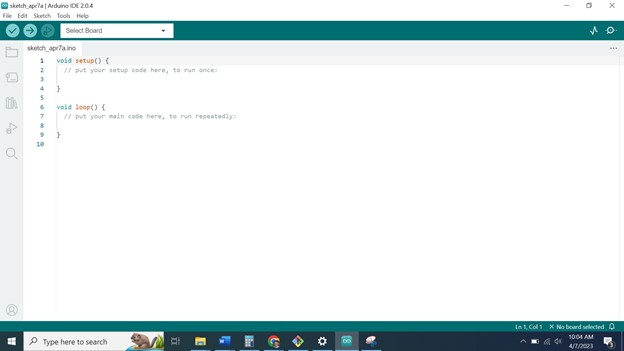 sketch_apr7a | Arduino IDE 2.0.4
File Edit Sketch Tools Help
Select Board
sketch_apr7a.ino
1 void setup() {
2 // put your setup code here, to run once:
3
4 }
5
6 void loop() {
7 // put your main code here, to run repeatedly:
8
9 }
10
Ln 1, Col 1 × No board selected
Type here to search
10:04 AM
4/7/2023